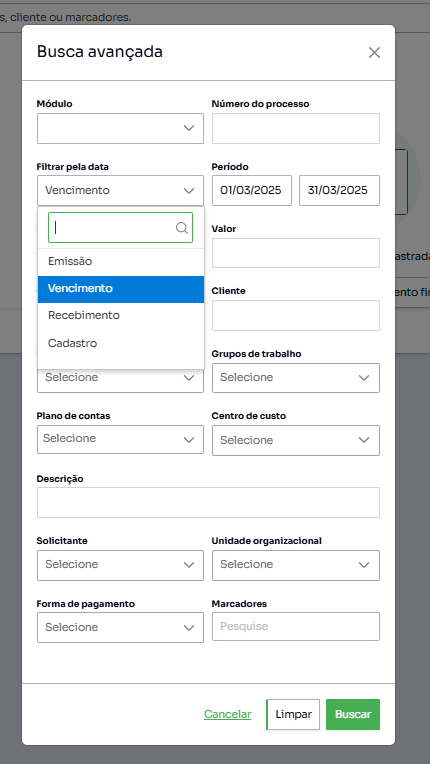 s, cliente ou marcadores.
Busca avançada
Módulo
Número do processo
Filtrar pela data
Período
Vencimento
01/03/2025
31/03/2025
Valor
Emissão
astrada
Vencimento
Cliente
ento fi
Recebimento
Cadastro
Grupos de trabalho
Selecione
Selecione
Plano de contas
Centro de custo
Selecione
Selecione
Descrição
Solicitante
Unidade organizacional
Selecione
Selecione
Forma de pagamento
Marcadores
Selecione
Pesquise
Cancelar
Limpar
Buscar